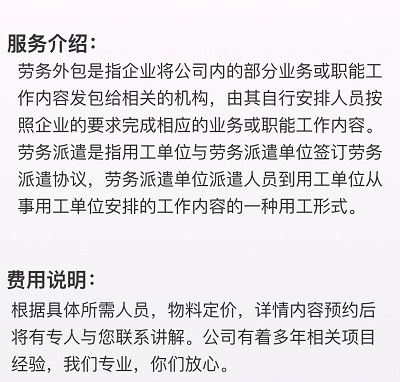 服务介绍：
劳务外包是指企业将公司内的部分业务或职能工
作内容发包给相关的机构，由其自行安排人员按
照企业的要求完成相应的业务或职能工作内容。
劳务派遣是指用工单位与劳务派遣单位签订劳务
派遣协议，劳务派遣单位派遣人员到用工单位从
事用工单位安排的工作内容的一种用工形式。
费用说明：
根据具体所需人员，物料定价，详情内容预约后
将有专人与您联系讲解。公司有着多年相关项目
经验，我们专业，你们放心。